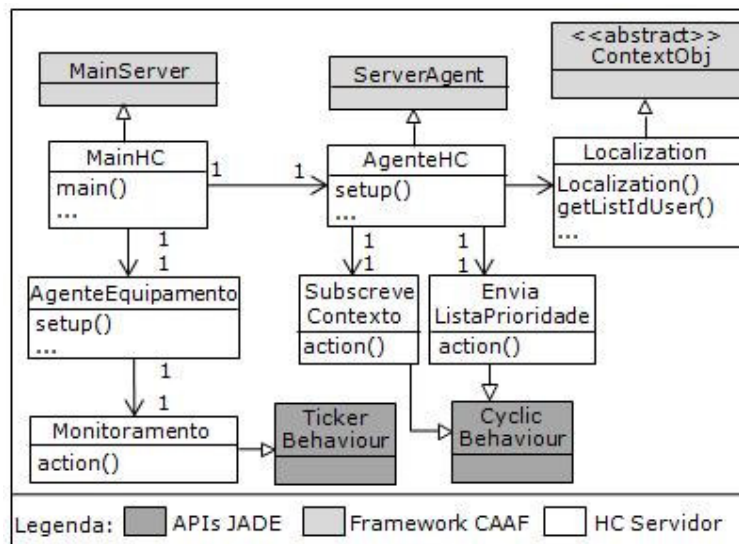 MainServer
ServerAgent
<<abstract>>
ContextObj
MainHC
main()
...
1
1
AgenteHC
setup()
...
Localization
Localization()
getListIdUser()
...
1
1
1
1
1
1
AgenteEquipamento
setup()
...
Subscreve
Contexto
action()
Envia
ListaPrioridade
action()
1
1
Monitoramento
action()
Ticker
Behaviour
Cyclic
Behaviour
Legenda:
APIs JADE
Framework CAAF
HC Servidor